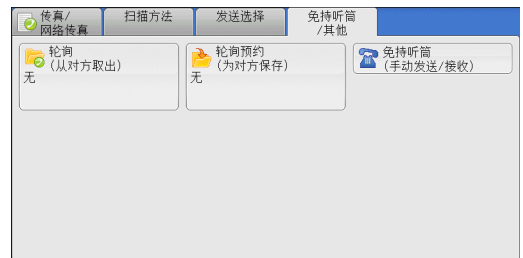 传真/
网络传真
扫描方法
发送选择
免持听筒
/其他
轮询
(从对方取出)
无
轮询预约
(为对方保存)
无
免持听筒
(手动发送/接收)